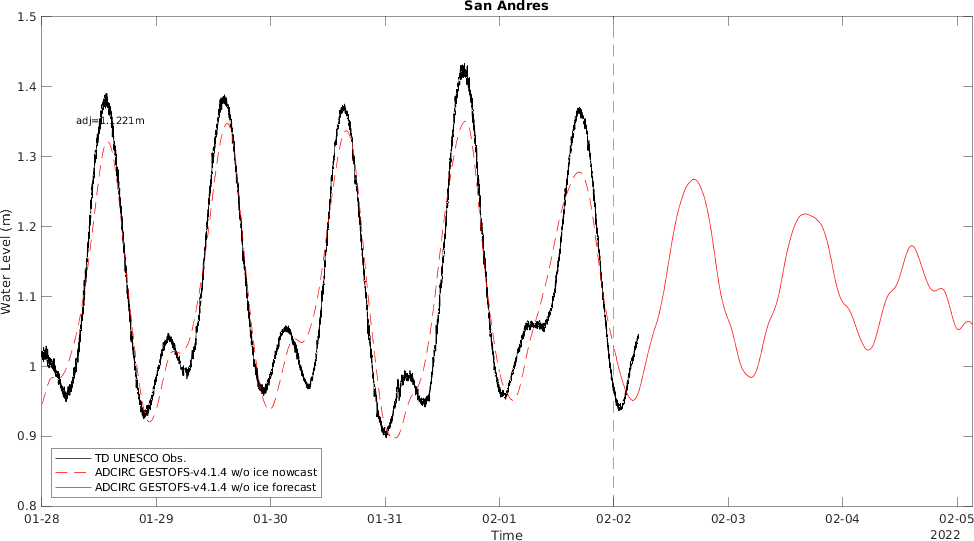 San Andres
1.5
1.4
adj=1.1221m
1.3
1.2
Water Level (m)
1.1
1
0.9
TD UNESCO Obs.
ADCIRC GESTOFS-v4.1.4 w/o ice nowcast
ADCIRC GESTOFS-v4.1.4 w/o ice forecast
0.8
01-28 01-29 01-30 01-31 02-01 02-02 02-03 02-04 02-05
Time 2022